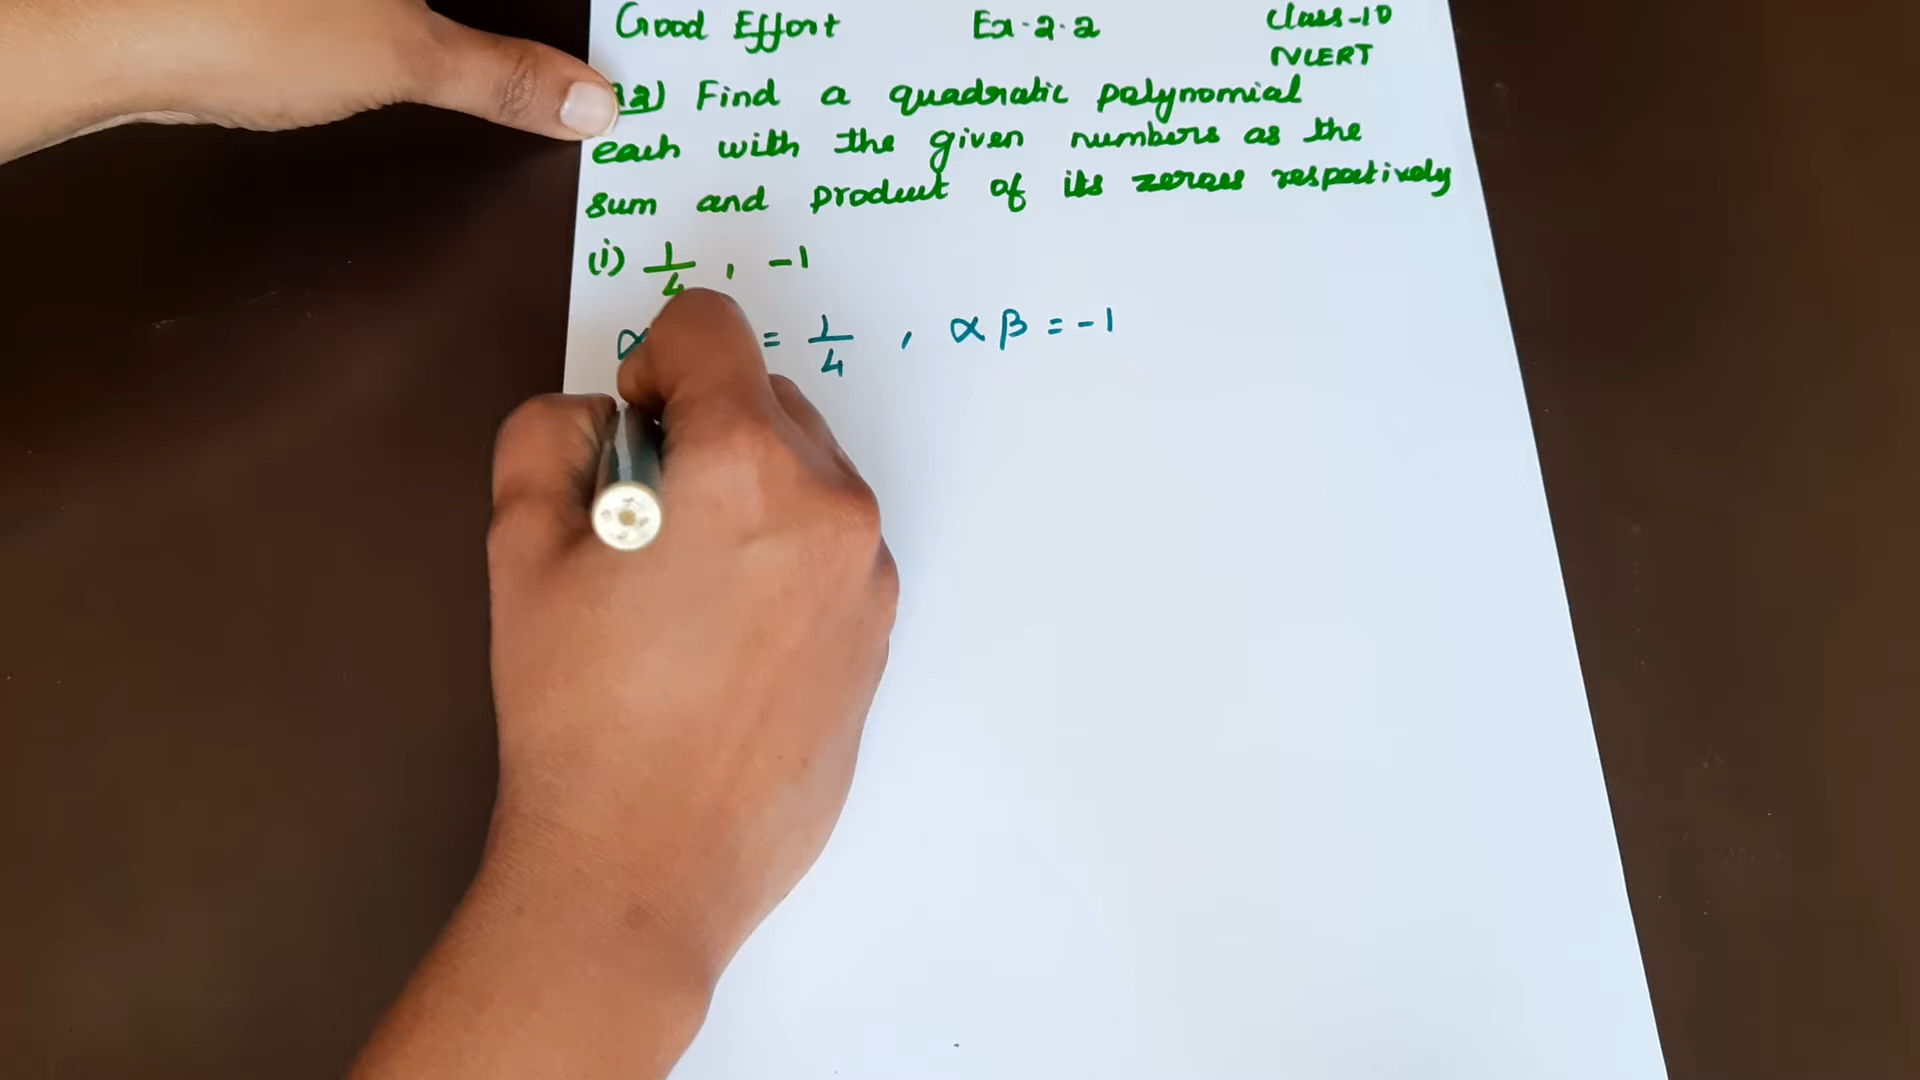 Good Effort Ex-2.2 Class-10
NCERT
2) Find a quadratic polynomial
each with the given numbers as the
sum and product of its zeroes respectively
(i) 1/4 , -1
α = 1/4 , αβ = -1